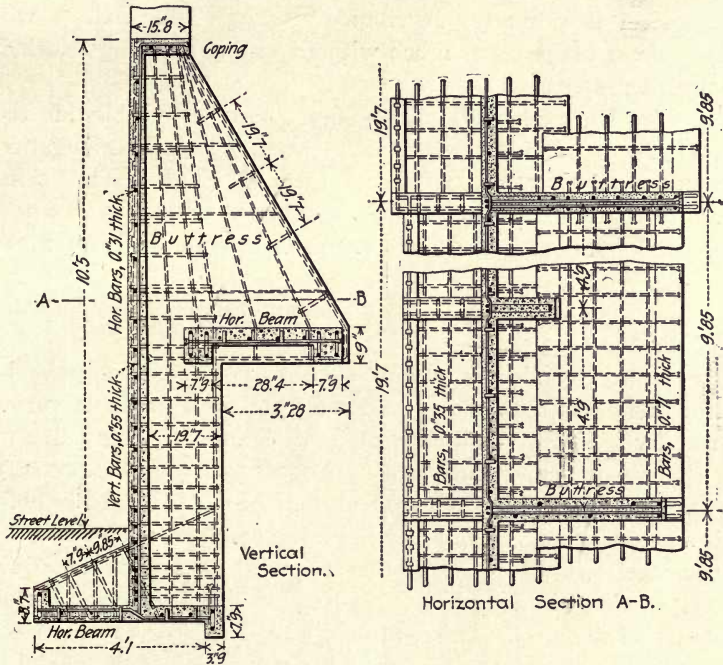 15."8
Coping
19."7
19."7
10.'5
Hor. Bars, 0."31 thick
Buttress
A
B
Hor. Beam
9"
7."9
28."4
7."9
3."28
19."7
Vert. Bars, 0."55 thick
Street Level
7."9
9.85
Vertical
Section.
8."7
Hor. Beam
7."9
4.'1
3."9
19.'7
Buttress
9.'85
4.'9
9.'85
19.'7
Bars, 0."35 thick
4.'9
Bars, 0."71 thick
Buttress
9.'85
Horizontal Section A-B.